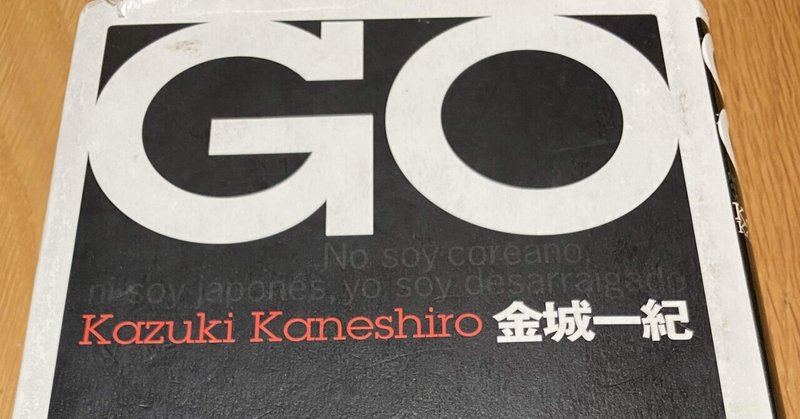 GO
No soy coreano,
ni soy japonés, yo soy desarraigado
Kazuki Kaneshiro 金城一紀